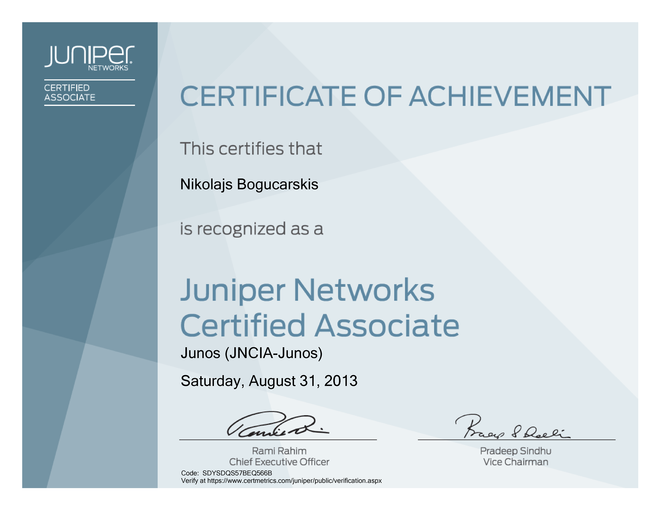 JUNIPER
NETWORKS
CERTIFIED
ASSOCIATE
CERTIFICATE OF ACHIEVEMENT
This certifies that
Nikolajs Bogucarskis
is recognized as a
Juniper Networks
Certified Associate
Junos (JNCIA-Junos)
Saturday, August 31, 2013
Rami Rahim
Chief Executive Officer
Pradeep Sindhu
Vice Chairman
Code: SDYSDQS57BEQ566B
Verify at https://www.certmetrics.com/juniper/public/verification.aspx